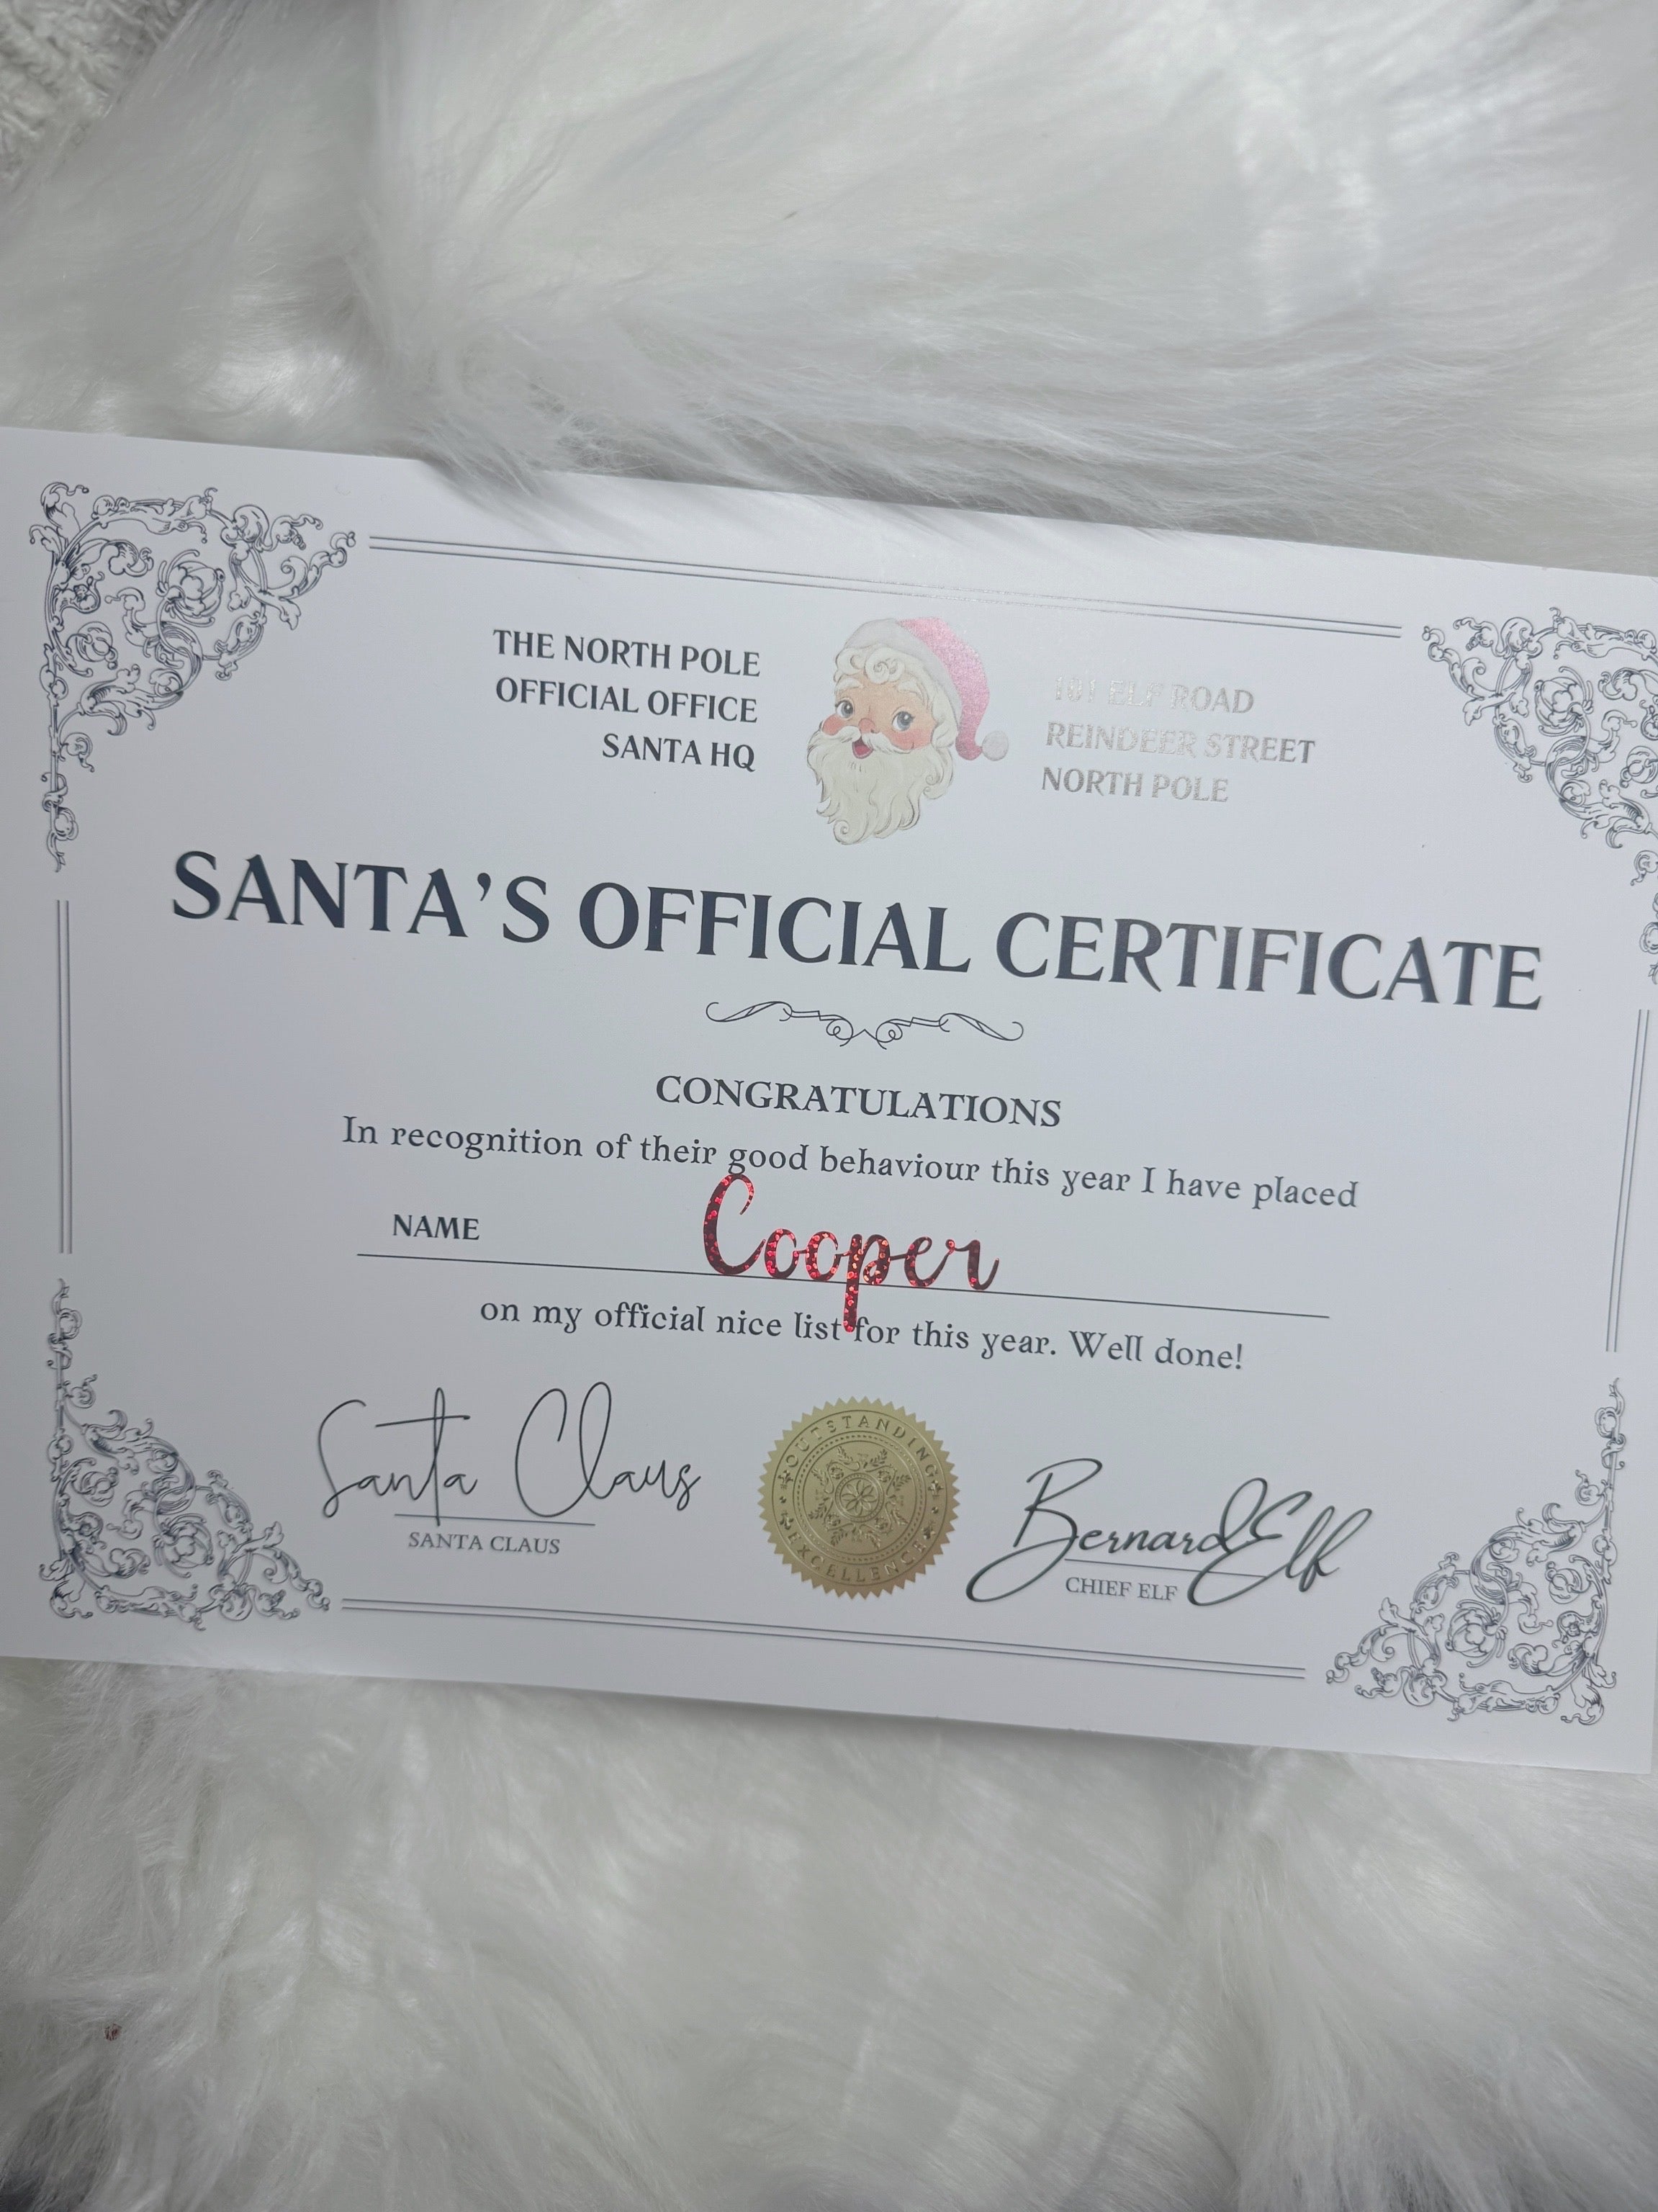 THE NORTH POLE
OFFICIAL OFFICE
SANTA HQ
101 ELF ROAD
REINDEER STREET
NORTH POLE
SANTA'S OFFICIAL CERTIFICATE
CONGRATULATIONS
In recognition of their good behaviour this year I have placed
NAME Cooper
on my official nice list for this year. Well done!
Santa Claus
SANTA CLAUS
OUTSTANDING
EXCELLENCE
Bernard Elf
CHIEF ELF